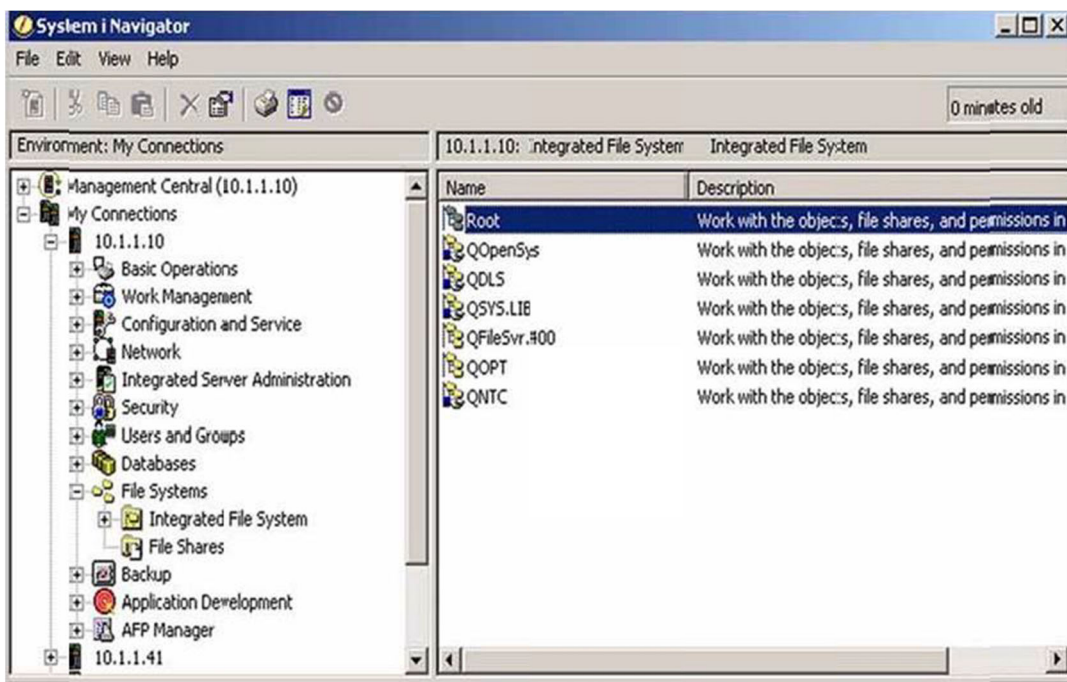 System i Navigator
File Edit View Help
0 minutes old
Environment: My Connections
10.1.1.10: Integrated File System Integrated File System
Management Central (10.1.1.10)
My Connections
10.1.1.10
Basic Operations
Work Management
Configuration and Service
Network
Integrated Server Administration
Security
Users and Groups
Databases
File Systems
Integrated File System
File Shares
Backup
Application Development
AFP Manager
10.1.1.41
Name Description
Root Work with the objects, file shares, and permissions in
QOpenSys Work with the objects, file shares, and permissions in
QDLS Work with the objects, file shares, and permissions in
QSYS.LIB Work with the objects, file shares, and permissions in
QFileSvr.400 Work with the objects, file shares, and permissions in
QOPT Work with the objects, file shares, and permissions in
QNTC Work with the objects, file shares, and permissions in